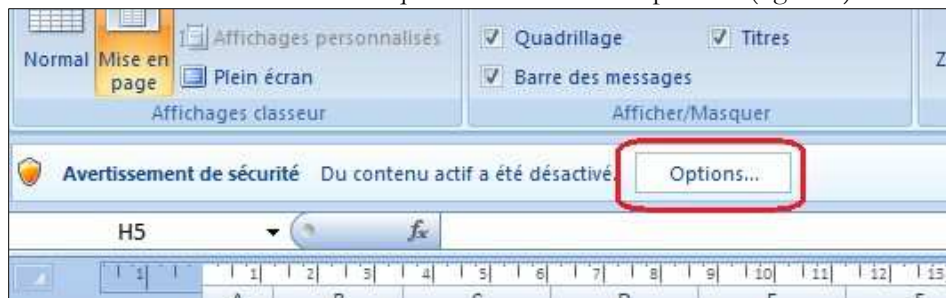 Affichages personnalisés
Quadrillage
Titres
Normal
Mise en page
Plein écran
Barre des messages
Affichages classeur
Afficher/Masquer
Avertissement de sécurité Du contenu actif a été désactivé. Options...
H5
fx
1 1 2 3 4 5 6 7 8 9 10 11 12 13